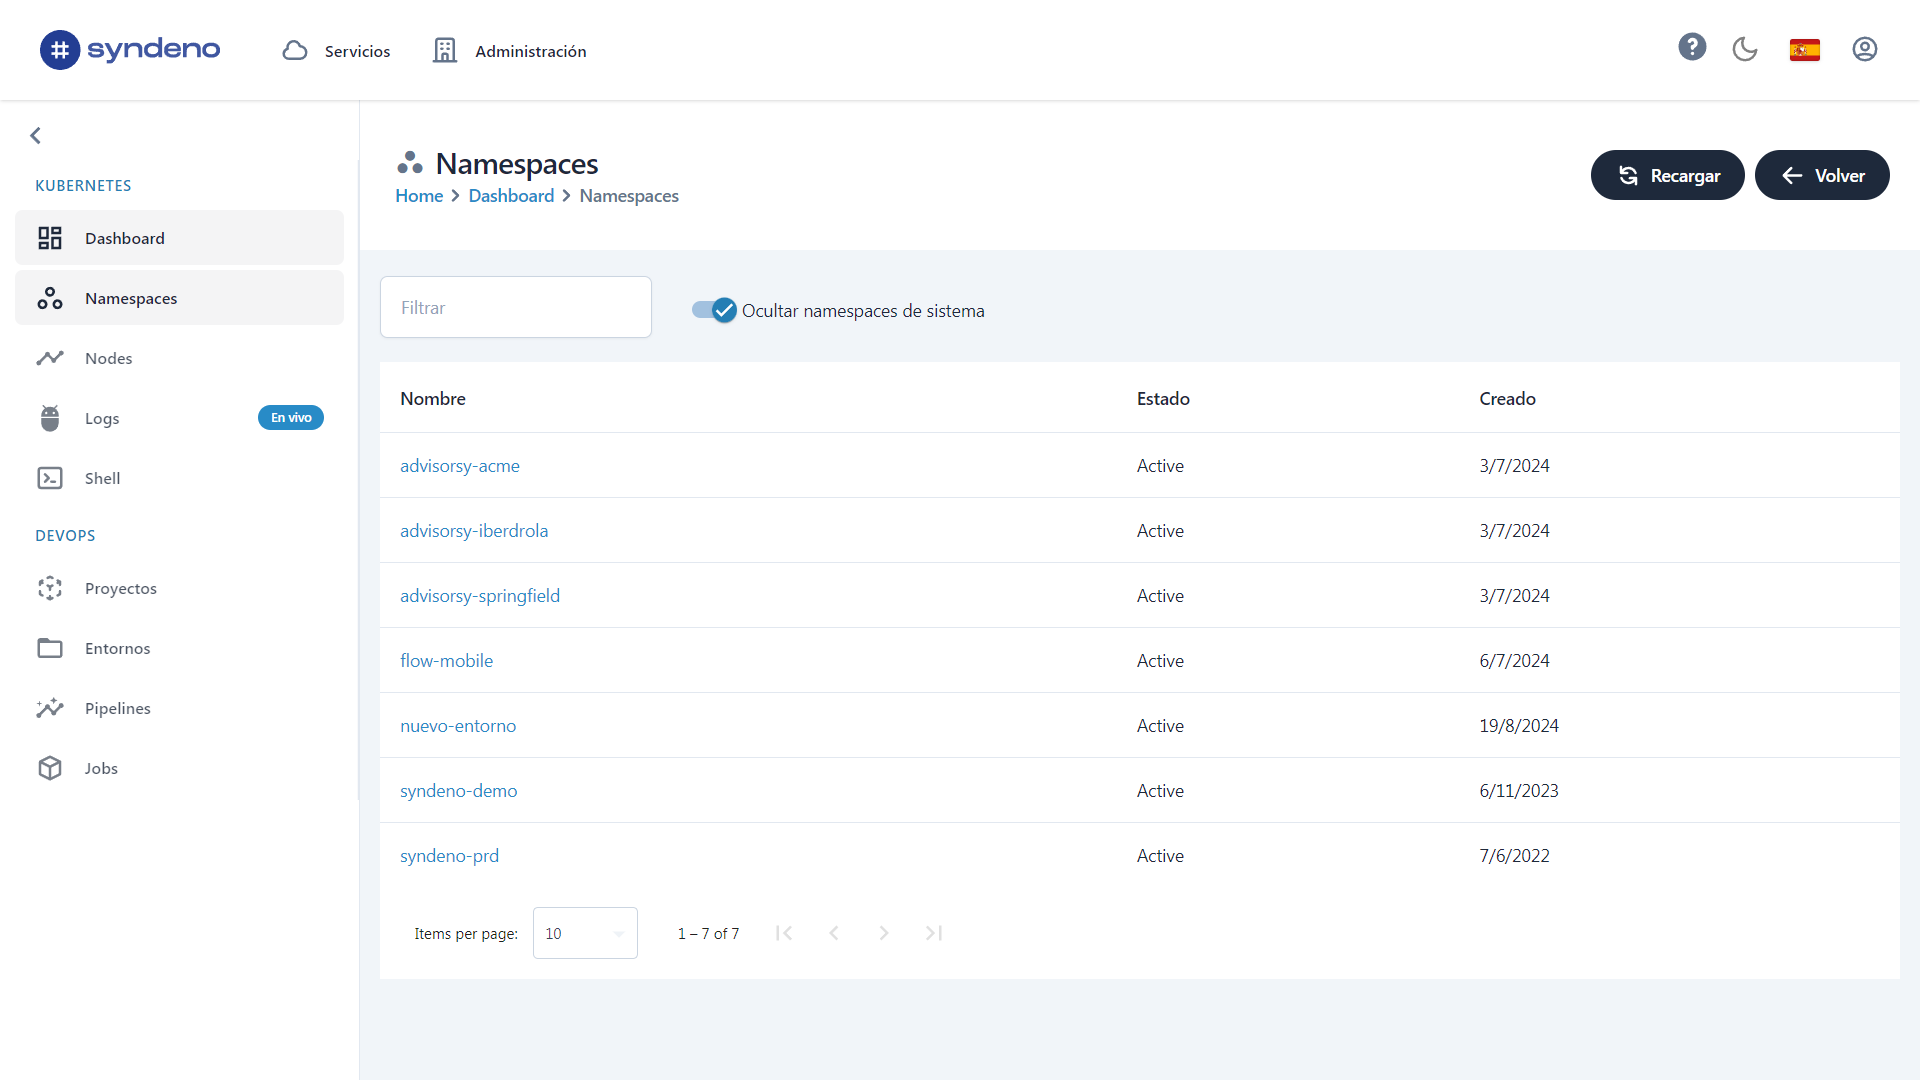 syndeno
Servicios
Administración
KUBERNETES
Dashboard
Namespaces
Nodes
Logs
En vivo
Shell
DEVOPS
Proyectos
Entornos
Pipelines
Jobs
Namespaces
Home > Dashboard > Namespaces
Recargar
Volver
Filtrar
Ocultar namespaces de sistema
Nombre Estado Creado
advisorsy-acme Active 3/7/2024
advisorsy-iberdrola Active 3/7/2024
advisorsy-springfield Active 3/7/2024
flow-mobile Active 6/7/2024
nuevo-entorno Active 19/8/2024
syndeno-demo Active 6/11/2023
syndeno-prd Active 7/6/2022
Items per page: 10 1 – 7 of 7